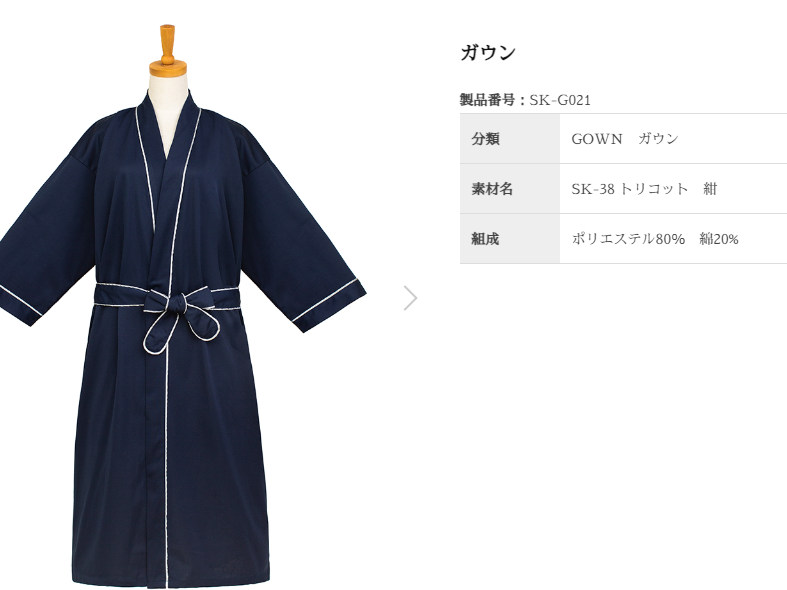 ガウン
製品番号：SK-G021
分類　GOWN　ガウン
素材名　SK-38 トリコット　紺
組成　ポリエステル80%　綿20%